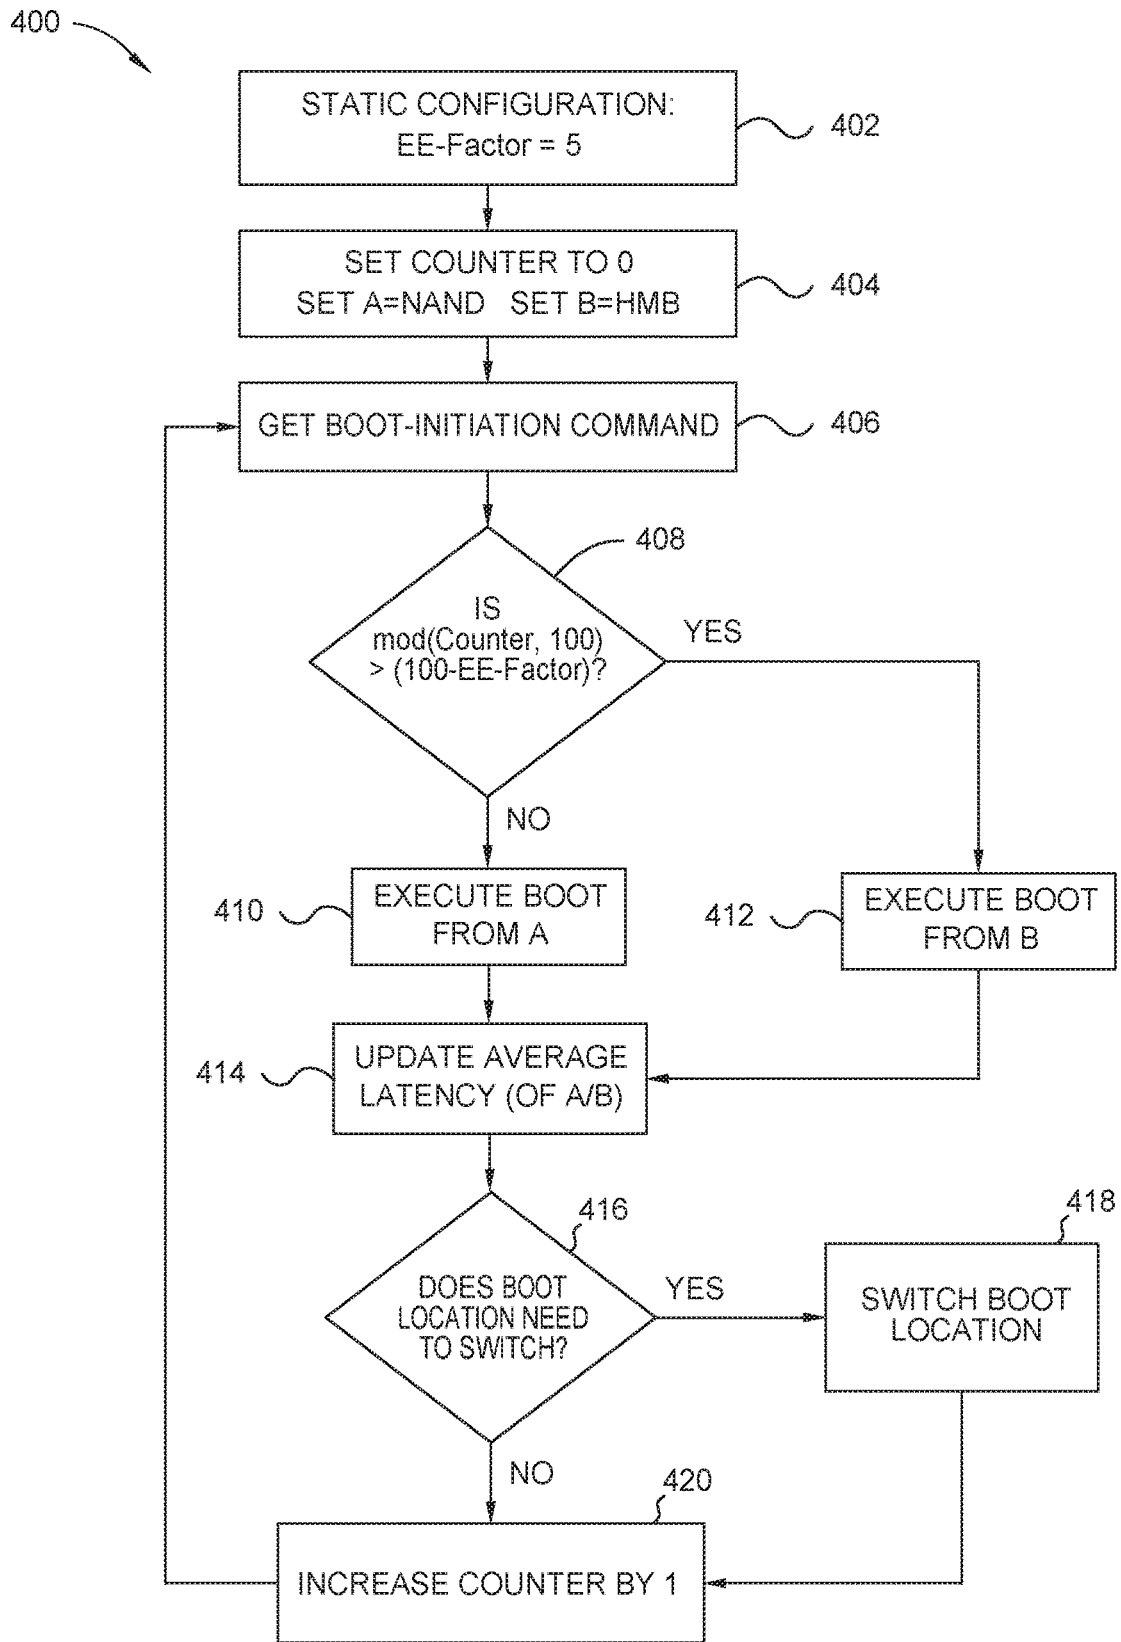 400
STATIC CONFIGURATION:
EE-Factor = 5
402
SET COUNTER TO 0
SET A=NAND SET B=HMB
404
GET BOOT-INITIATION COMMAND
406
408
IS
mod(Counter, 100)
> (100-EE-Factor)?
YES
NO
410
EXECUTE BOOT
FROM A
412
EXECUTE BOOT
FROM B
414
UPDATE AVERAGE
LATENCY (OF A/B)
416
DOES BOOT
LOCATION NEED
TO SWITCH?
YES
418
SWITCH BOOT
LOCATION
NO
420
INCREASE COUNTER BY 1